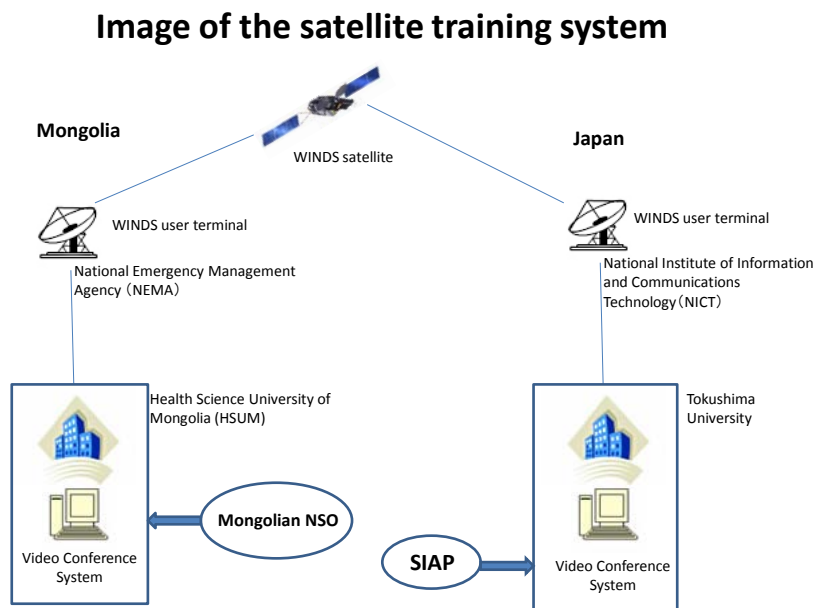 Image of the satellite training system
Mongolia
WINDS satellite
Japan
WINDS user terminal
National Emergency Management
Agency（NEMA）
WINDS user terminal
National Institute of Information
and Communications
Technology（NICT）
Health Science University of
Mongolia (HSUM)
Video Conference
System
Mongolian NSO
Tokushima
University
SIAP
Video Conference
System